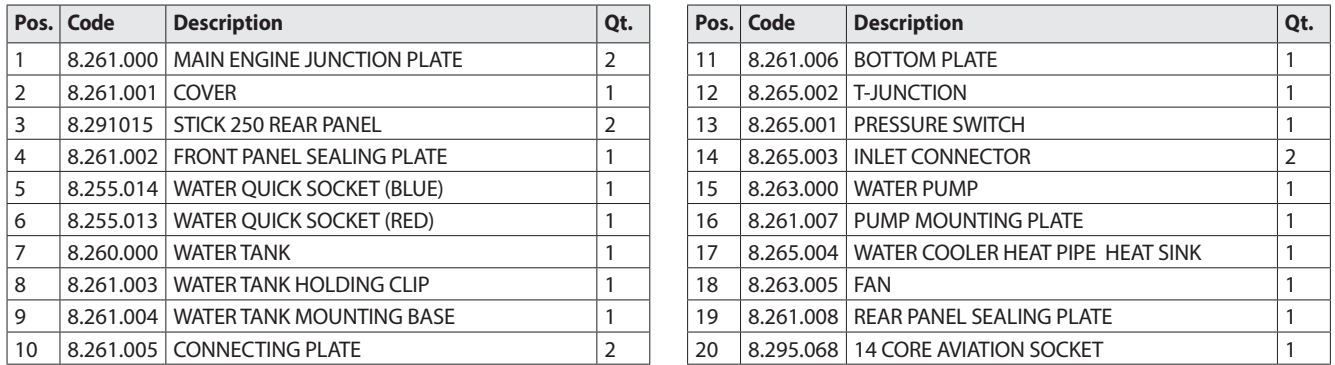 Pos. Code Description Qt.
1 8.261.000 MAIN ENGINE JUNCTION PLATE 2
2 8.261.001 COVER 1
3 8.291015 STICK 250 REAR PANEL 2
4 8.261.002 FRONT PANEL SEALING PLATE 1
5 8.255.014 WATER QUICK SOCKET (BLUE) 1
6 8.255.013 WATER QUICK SOCKET (RED) 1
7 8.260.000 WATER TANK 1
8 8.261.003 WATER TANK HOLDING CLIP 1
9 8.261.004 WATER TANK MOUNTING BASE 1
10 8.261.005 CONNECTING PLATE 2
Pos. Code Description Qt.
11 8.261.006 BOTTOM PLATE 1
12 8.265.002 T-JUNCTION 1
13 8.265.001 PRESSURE SWITCH 1
14 8.265.003 INLET CONNECTOR 2
15 8.263.000 WATER PUMP 1
16 8.261.007 PUMP MOUNTING PLATE 1
17 8.265.004 WATER COOLER HEAT PIPE HEAT SINK 1
18 8.263.005 FAN 1
19 8.261.008 REAR PANEL SEALING PLATE 1
20 8.295.068 14 CORE AVIATION SOCKET 1